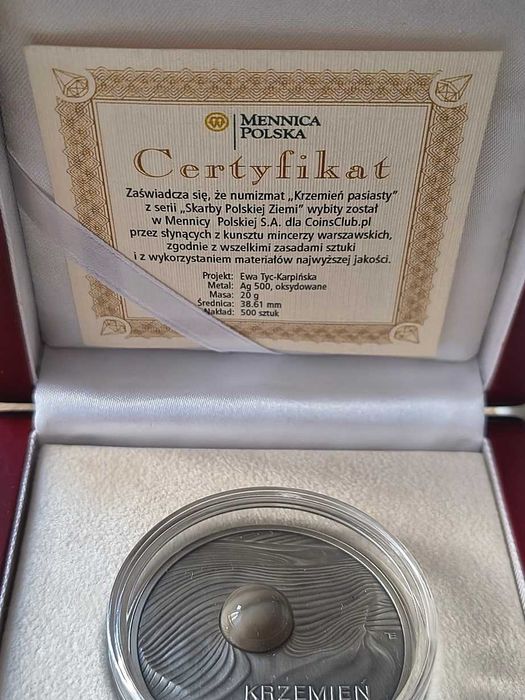 MENNICA
POLSKA
Certyfikat
Zaświadcza się, że numizmat „Krzemień pasiasty”
z serii „Skarby Polskiej Ziemi” wybity został
w Mennicy Polskiej S.A. dla CoinsClub.pl
przez słynących z kunsztu mincerzy warszawskich,
zgodnie z wszelkimi zasadami sztuki
i z wykorzystaniem materiałów najwyższej jakości.
Projekt: Ewa Tyc-Karpińska
Metal: Ag 500, oksydowane
Masa: 20 g
Średnica: 38.61 mm
Nakład: 500 sztuk
KRZEMIEŃ